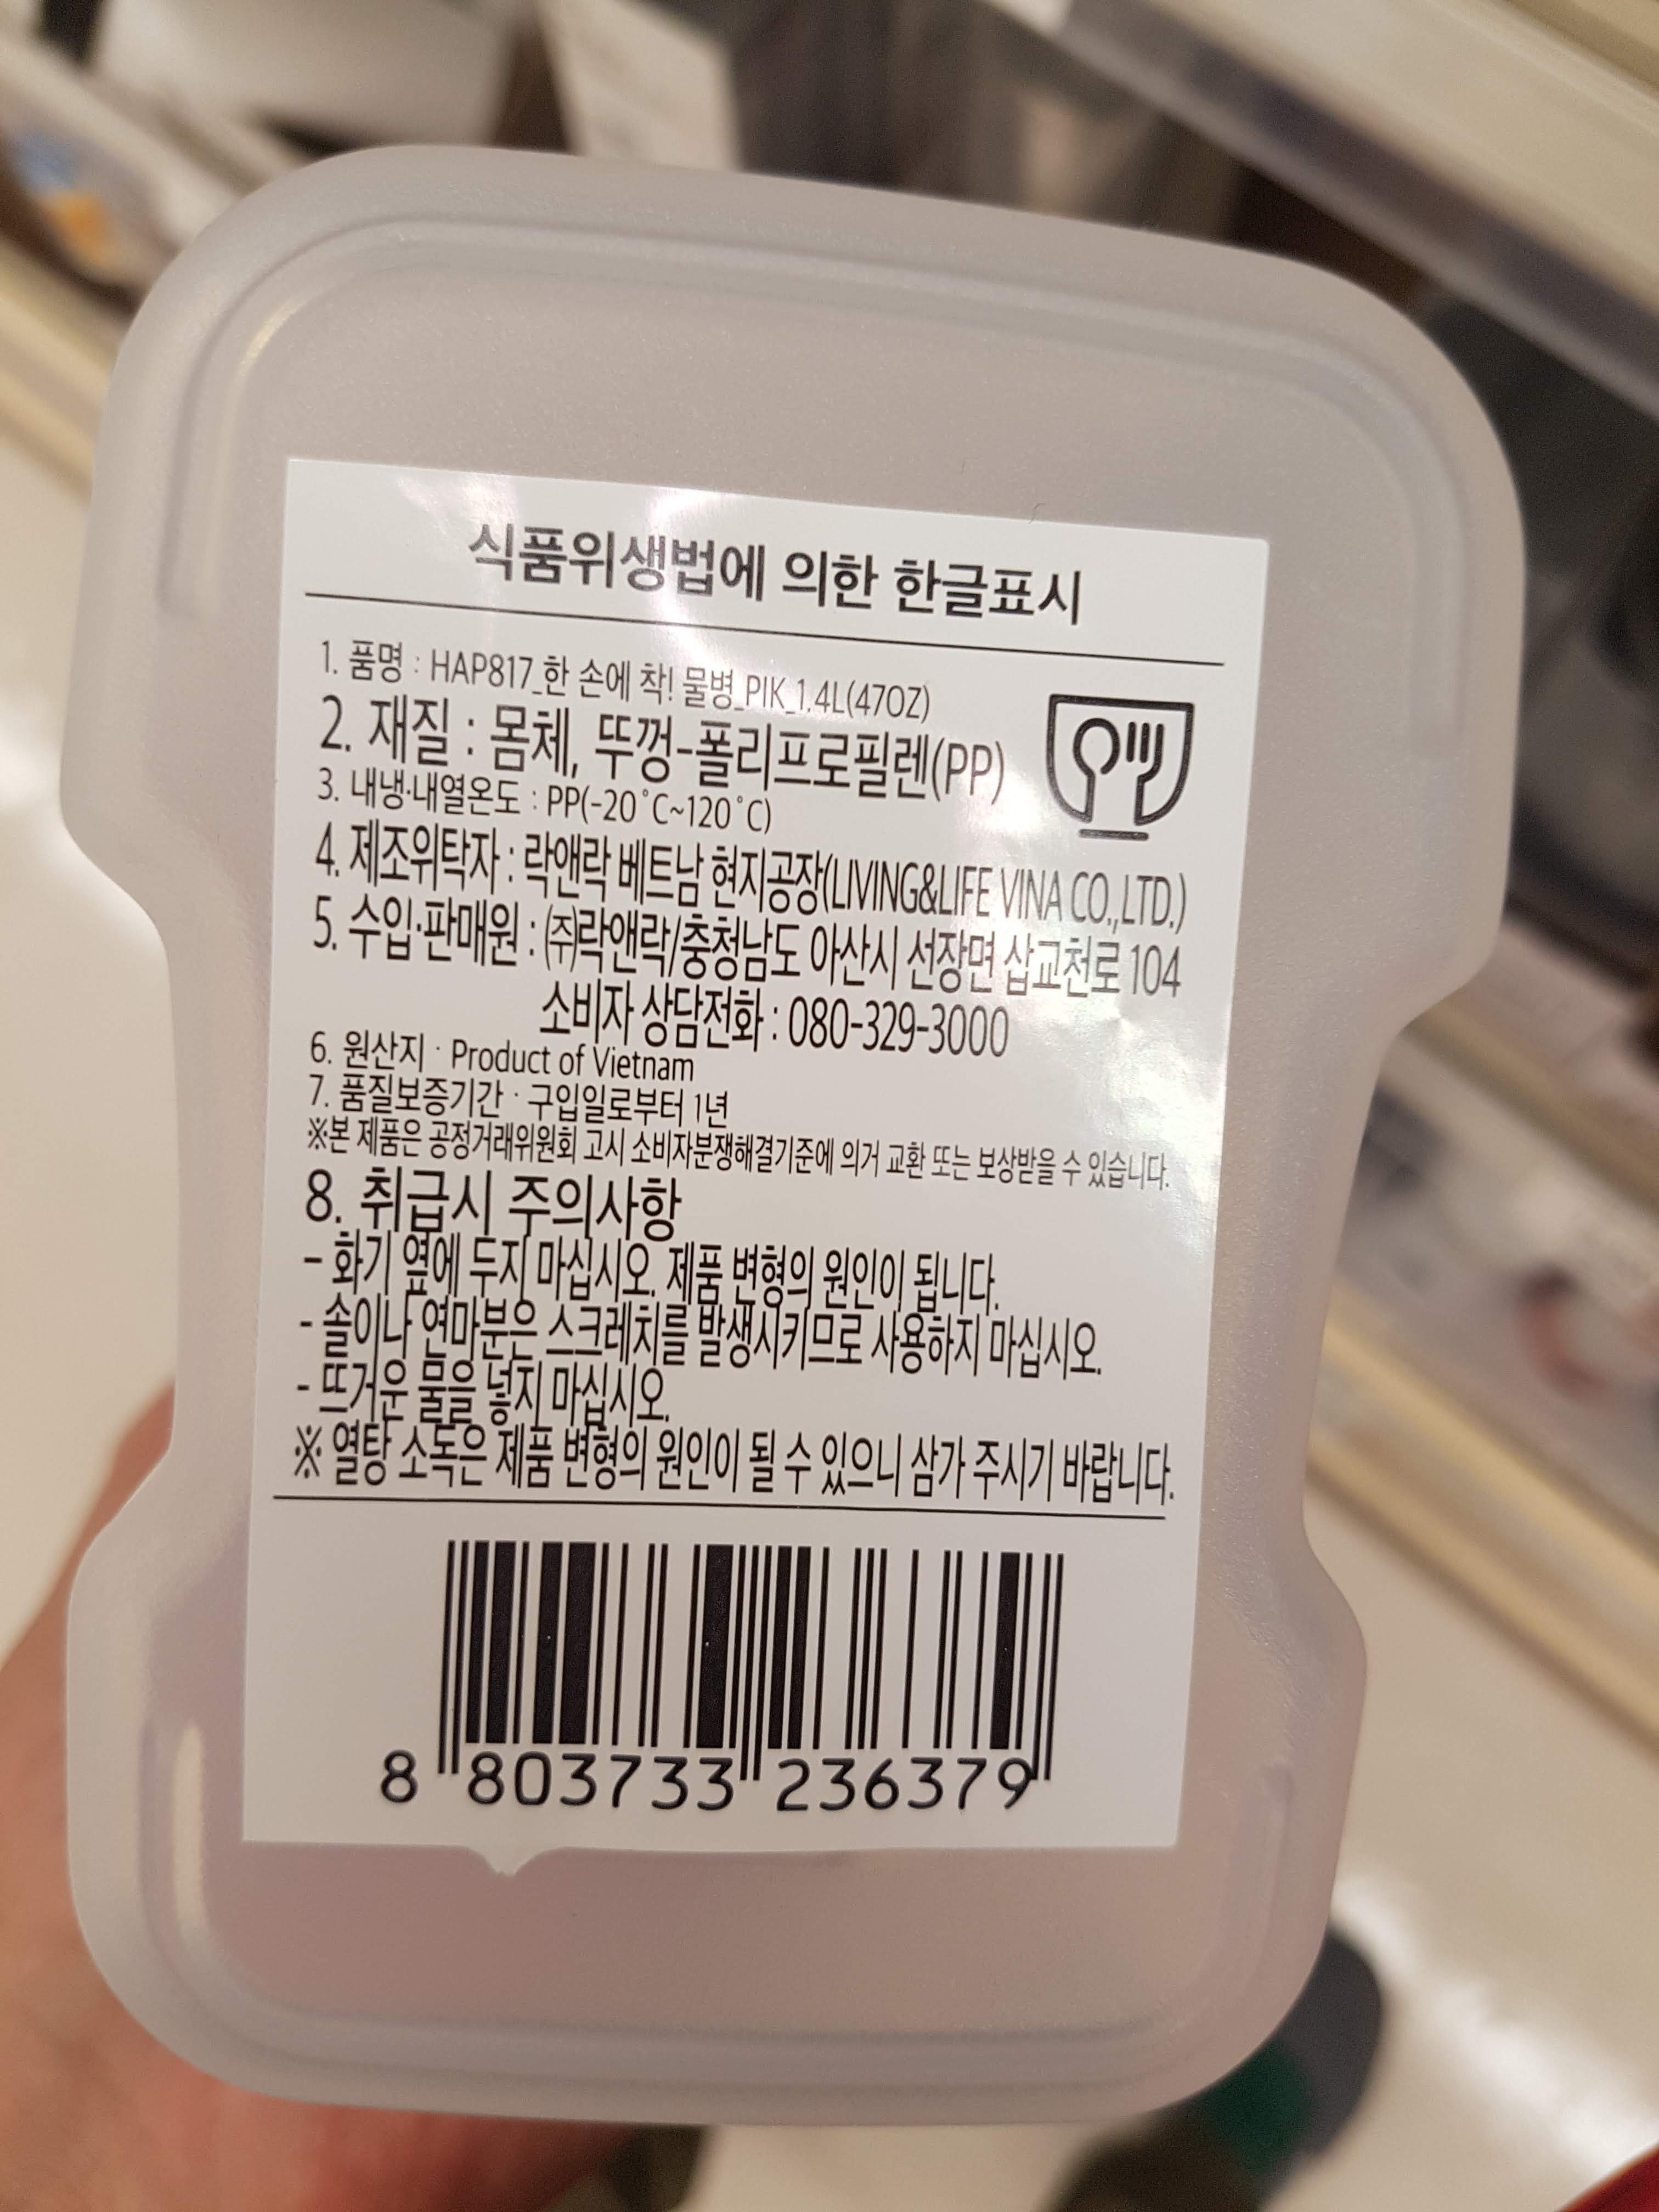 식품위생법에 의한 한글표시
1. 품명 : HAP817_한 손에 착! 물병_PIK_1.4L(47OZ)
2. 재질 : 몸체, 뚜껑-폴리프로필렌(PP)
3. 내냉·내열온도 : PP(-20˚C~120˚C)
4. 제조위탁자 : 락앤락 베트남 현지공장(LIVING&LIFE VINA CO.,LTD.)
5. 수입·판매원 : ㈜락앤락/충청남도 아산시 선장면 삽교천로 104
소비자 상담전화 : 080-329-3000
6. 원산지 : Product of Vietnam
7. 품질보증기간 : 구입일로부터 1년
※본 제품은 공정거래위원회 고시 소비자분쟁해결기준에 의거 교환 또는 보상받을 수 있습니다.
8. 취급시 주의사항
- 화기 옆에 두지 마십시오. 제품 변형의 원인이 됩니다.
- 솔이나 연마분은 스크레치를 발생시키므로 사용하지 마십시오.
- 뜨거운 물을 넣지 마십시오.
※ 열탕 소독은 제품 변형의 원인이 될 수 있으니 삼가 주시기 바랍니다.
8 803733 236379